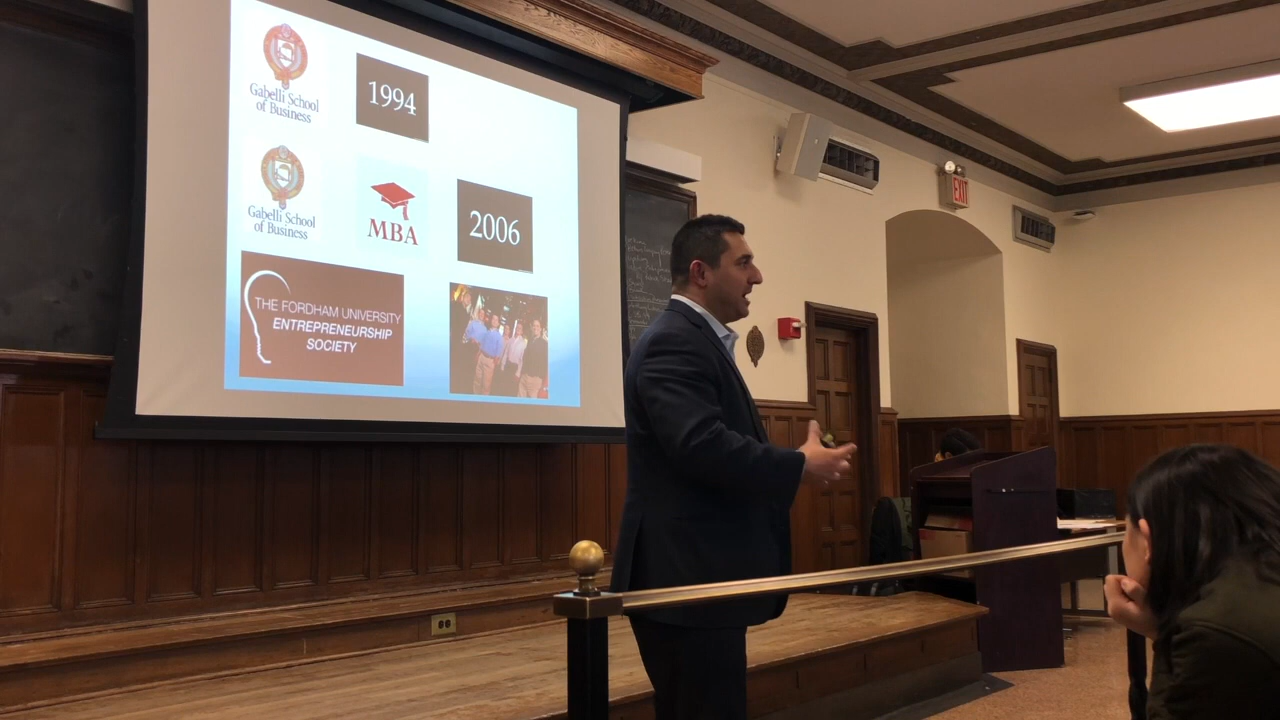 Gabelli School
of Business
1994
Gabelli School
of Business
MBA
2006
THE FORDHAM UNIVERSITY
ENTREPRENEURSHIP
SOCIETY
EXIT